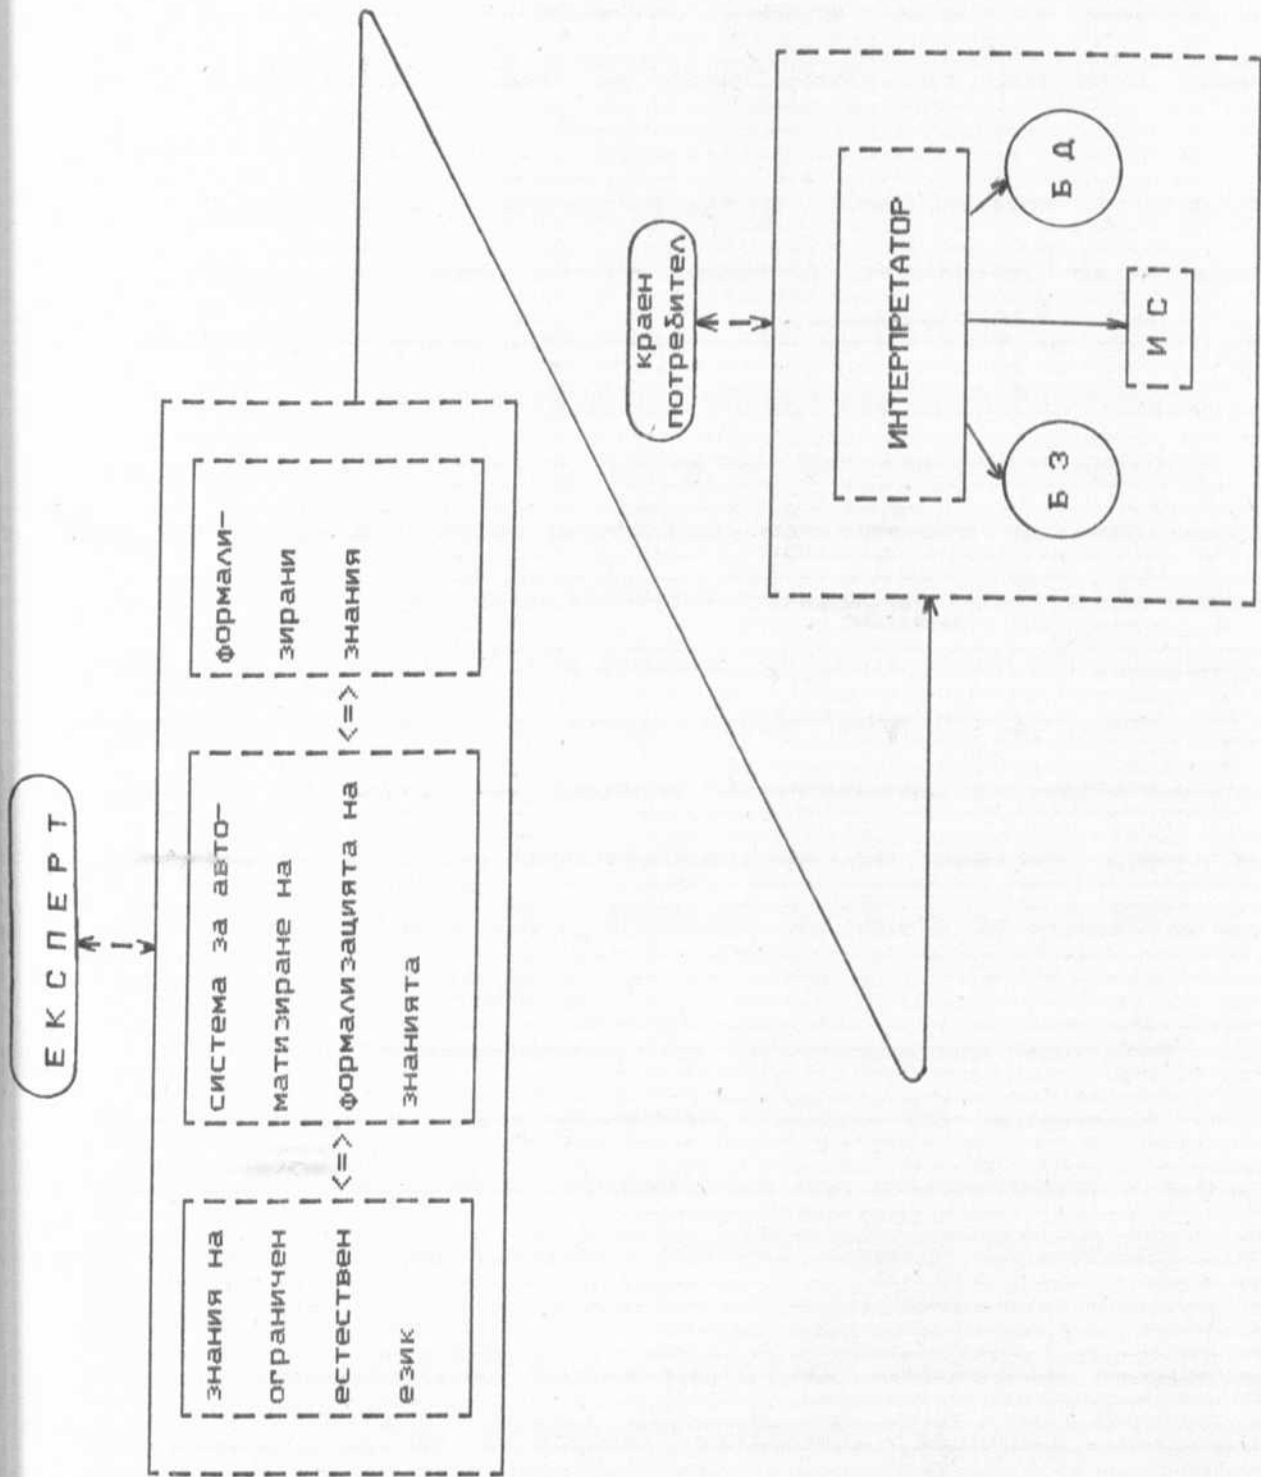 ЕКСПЕРТ
знания на
ограничен
естествен
език
<=>
система за авто-
матизиране на
формализацията на
знанията
<=>
формали-
зирани
знания
краен
потребител
ИНТЕРПРЕТАТОР
Б З
И С
Б Д